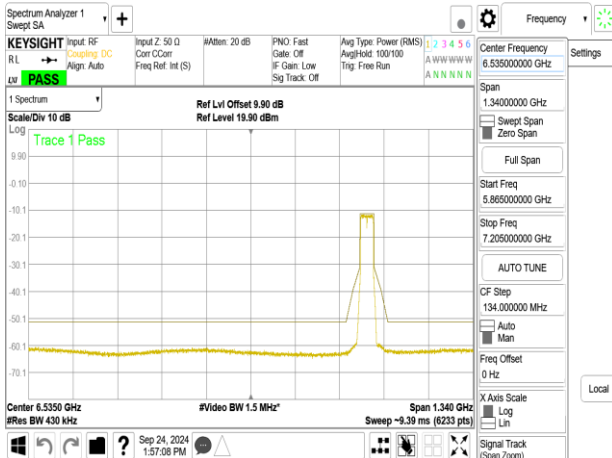 Spectrum Analyzer 1
Swept SA
Frequency
KEYSIGHT
RL
LXI
PASS
Input: RF
Coupling: DC
Align: Auto
Input Z: 50 Ω
Corr CCorr
Freq Ref: Int (S)
#Atten: 20 dB
PNO: Fast
Gate: Off
IF Gain: Low
Sig Track: Off
Avg Type: Power (RMS)
Avg|Hold: 100/100
Trig: Free Run
1 2 3 4 5 6
A W W W W W
A N N N N N
1 Spectrum
Scale/Div 10 dB
Ref Lvl Offset 9.90 dB
Ref Level 19.90 dBm
Log
Trace 1 Pass
9.90
-0.10
-10.1
-20.1
-30.1
-40.1
-50.1
-60.1
-70.1
Center 6.5350 GHz
#Res BW 430 kHz
#Video BW 1.5 MHz*
Span 1.340 GHz
Sweep ~9.39 ms (6233 pts)
Sep 24, 2024
1:57:08 PM
Center Frequency
6.535000000 GHz
Span
1.34000000 GHz
Swept Span
Zero Span
Full Span
Start Freq
5.865000000 GHz
Stop Freq
7.205000000 GHz
AUTO TUNE
CF Step
134.000000 MHz
Auto
Man
Freq Offset
0 Hz
X Axis Scale
Log
Lin
Signal Track
(Span Zoom)
Settings
Local